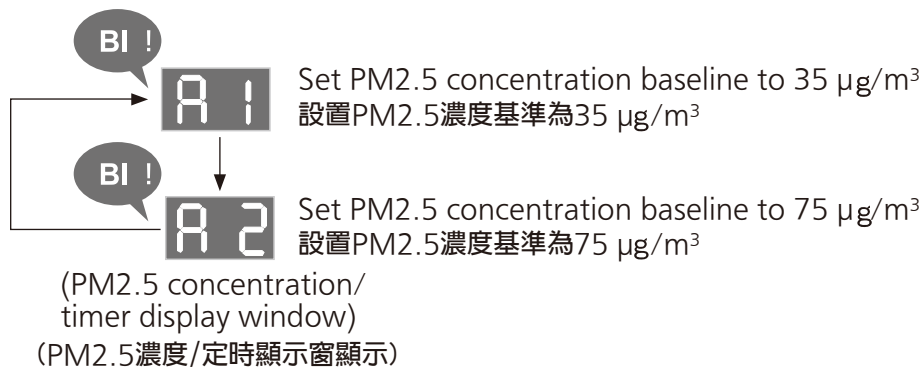 BI !
A1 Set PM2.5 concentration baseline to 35 μg/m³
設置PM2.5濃度基準為35 μg/m³
BI !
A2 Set PM2.5 concentration baseline to 75 μg/m³
設置PM2.5濃度基準為75 μg/m³
(PM2.5 concentration/
timer display window)
(PM2.5濃度/定時顯示窗顯示)